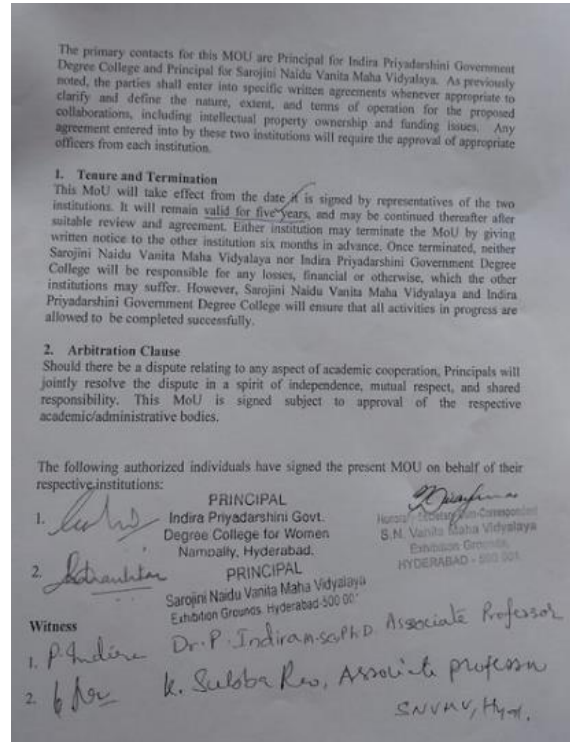 The primary contacts for this MOU are Principal for Indira Priyadarshini Government
Degree College and Principal for Sarojini Naidu Vanita Maha Vidyalaya. As previously
noted, the parties shall enter into specific written agreements whenever appropriate to
clarify and define the nature, extent, and terms of operation for the proposed
collaborations, including intellectual property ownership and funding issues. Any
agreement entered into by these two institutions will require the approval of appropriate
officers from each institution.
1. Tenure and Termination
This MoU will take effect from the date it is signed by representatives of the two
institutions. It will remain valid for five years, and may be continued thereafter after
suitable review and agreement. Either institution may terminate the MoU by giving
written notice to the other institution six months in advance. Once terminated, neither
Sarojini Naidu Vanita Maha Vidyalaya nor Indira Priyadarshini Government Degree
College will be responsible for any losses, financial or otherwise, which the other
institutions may suffer. However, Sarojini Naidu Vanita Maha Vidyalaya and Indira
Priyadarshini Government Degree College will ensure that all activities in progress are
allowed to be completed successfully.
2. Arbitration Clause
Should there be a dispute relating to any aspect of academic cooperation, Principals will
jointly resolve the dispute in a spirit of independence, mutual respect, and shared
responsibility. This MoU is signed subject to approval of the respective
academic/administrative bodies.
The following authorized individuals have signed the present MOU on behalf of their
respective institutions:
1.
PRINCIPAL
Indira Priyadarshini Govt.
Degree College for Women
Nampally, Hyderabad.
Honorary Secretary-cum-Correspondent
S.N. Vanita Maha Vidyalaya
Exhibition Grounds,
HYDERABAD - 500 001.
2.
PRINCIPAL
Sarojini Naidu Vanita Maha Vidyalaya
Exhibition Grounds, Hyderabad-500 001
Witness
1. P. Indira Dr. P. Indira M.Sc, Ph.D Associate Professor
2. K. Suloba Rao, Associate professor
SNVMV, Hyd.